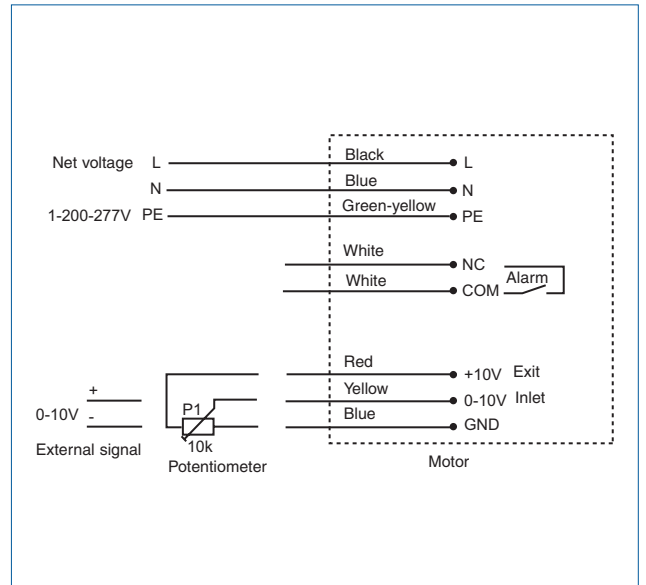 Black
Net voltage L L
Blue
N N
Green-yellow
1-200-277V PE PE
White
NC
Alarm
White
COM
Red
+10V Exit
Yellow
+
0-10V Inlet
P1
Blue
0-10V
-
GND
10k
External signal
Potentiometer
Motor